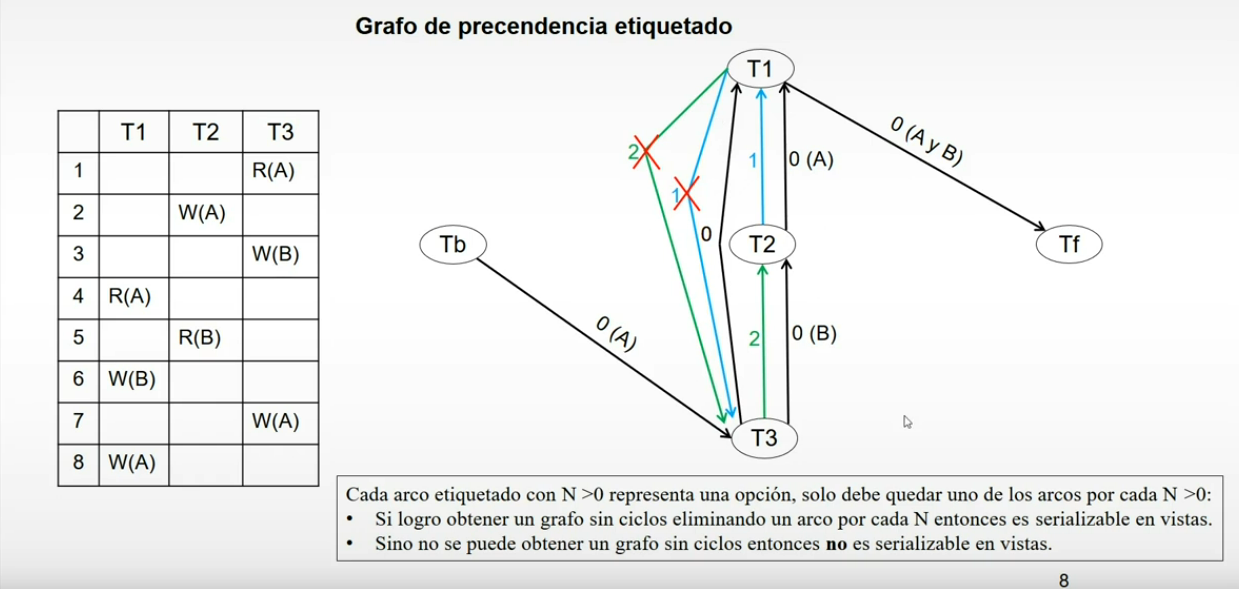 Grafo de precendencia etiquetado
T1 T2 T3
1 R(A)
2 W(A)
3 W(B)
4 R(A)
5 R(B)
6 W(B)
7 W(A)
8 W(A)
T1
0 (A y B)
2
1
0 (A)
1
0
Tb
T2
Tf
0 (A)
2
0 (B)
T3
Cada arco etiquetado con N >0 representa una opción, solo debe quedar uno de los arcos por cada N >0:
• Si logro obtener un grafo sin ciclos eliminando un arco por cada N entonces es serializable en vistas.
• Sino no se puede obtener un grafo sin ciclos entonces no es serializable en vistas.
8